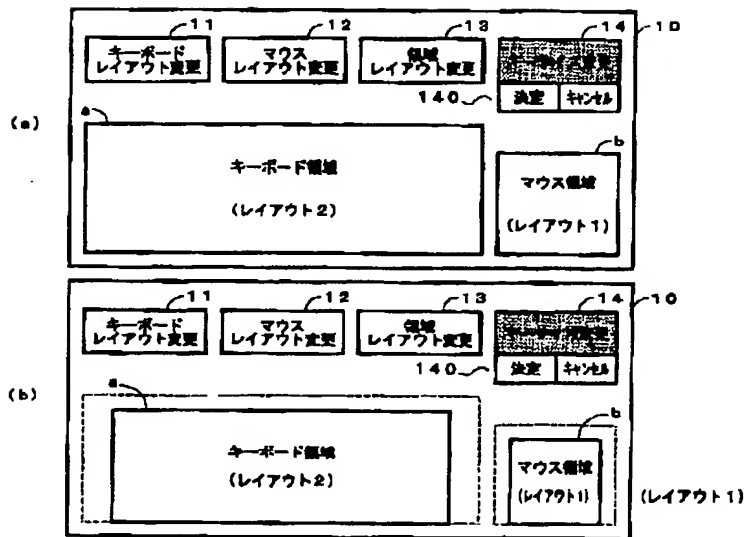 11
12
13
14
10
キーボード
レイアウト変更
マウス
レイアウト変更
領域
レイアウト変更
140
決定
キャンセル
(a)
a
b
キーボード領域
(レイアウト2)
マウス領域
(レイアウト1)
11
12
13
14
10
キーボード
レイアウト変更
マウス
レイアウト変更
領域
レイアウト変更
140
決定
キャンセル
(b)
a
b
キーボード領域
(レイアウト2)
マウス領域
(レイアウト1)
(レイアウト1)